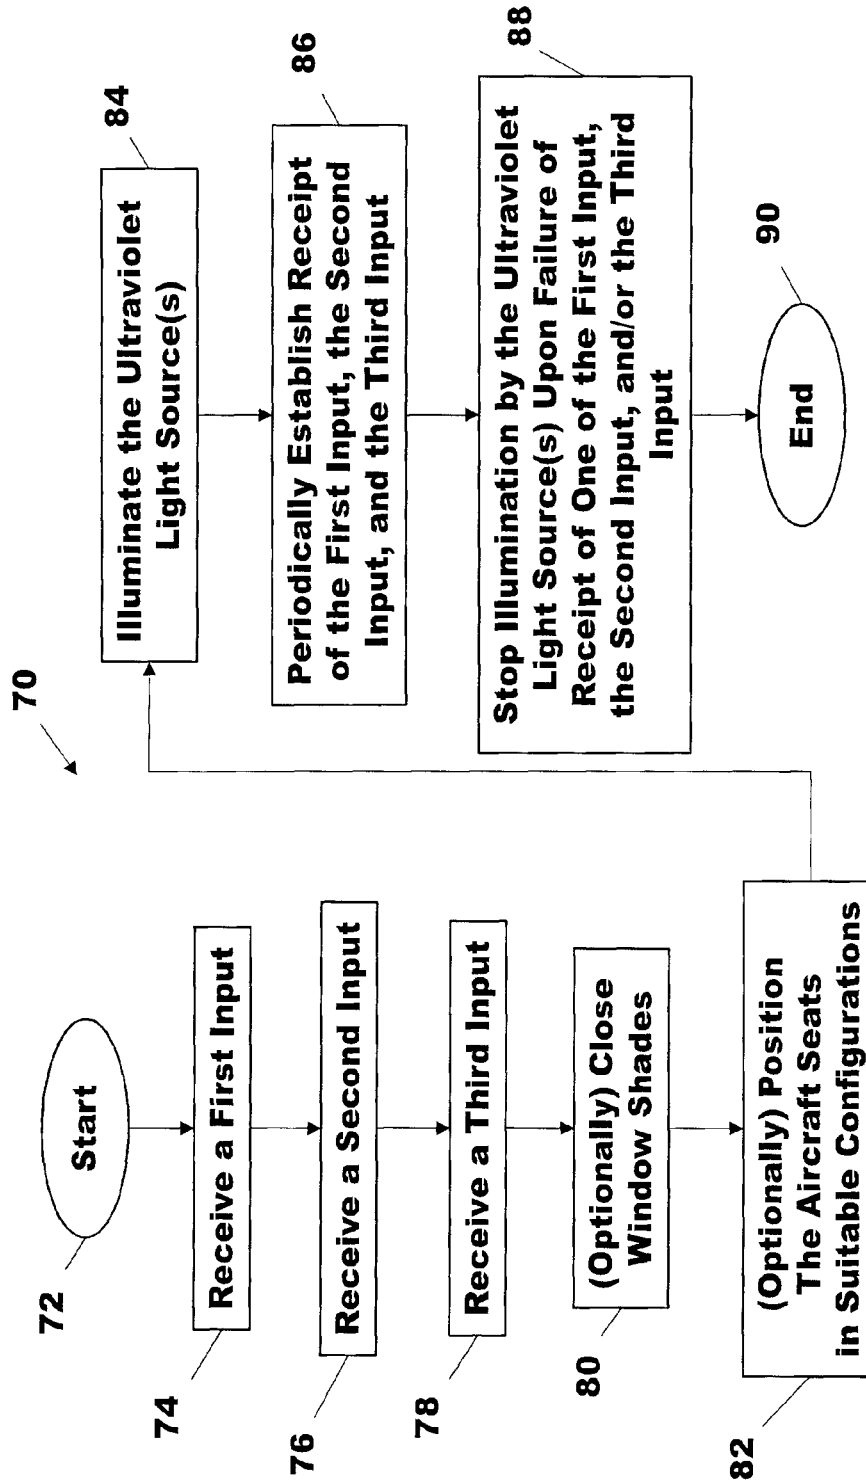 70
72
Start
74
Receive a First Input
76
Receive a Second Input
78
Receive a Third Input
80
(Optionally) Close
Window Shades
82
(Optionally) Position
The Aircraft Seats
in Suitable Configurations
84
Illuminate the Ultraviolet
Light Source(s)
86
Periodically Establish Receipt
of the First Input, the Second
Input, and the Third Input
88
Stop Illumination by the Ultraviolet
Light Source(s) Upon Failure of
Receipt of One of the First Input,
the Second Input, and/or the Third
Input
90
End